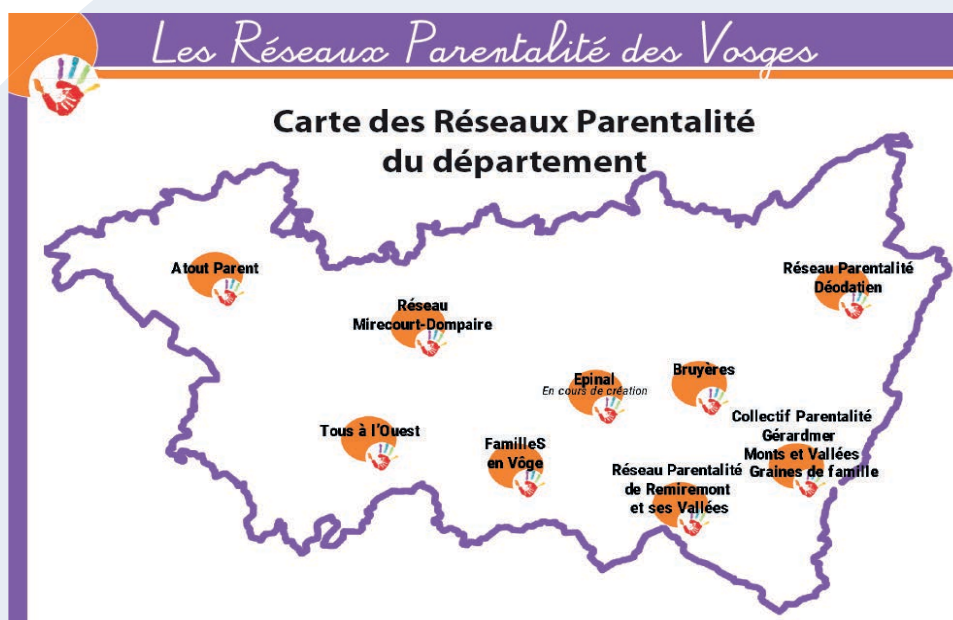 Les Réseaux Parentalité des Vosges
Carte des Réseaux Parentalité
du département
Atout Parent
Réseau Parentalité
Déodatien
Réseau
Mirecourt-Dompaire
Epinal
En cours de création
Bruyères
Tous à l'Ouest
FamilleS
en Vôge
Collectif Parentalité
Gérardmer
Monts et Vallées
Graines de famille
Réseau Parentalité
de Remiremont
et ses Vallées